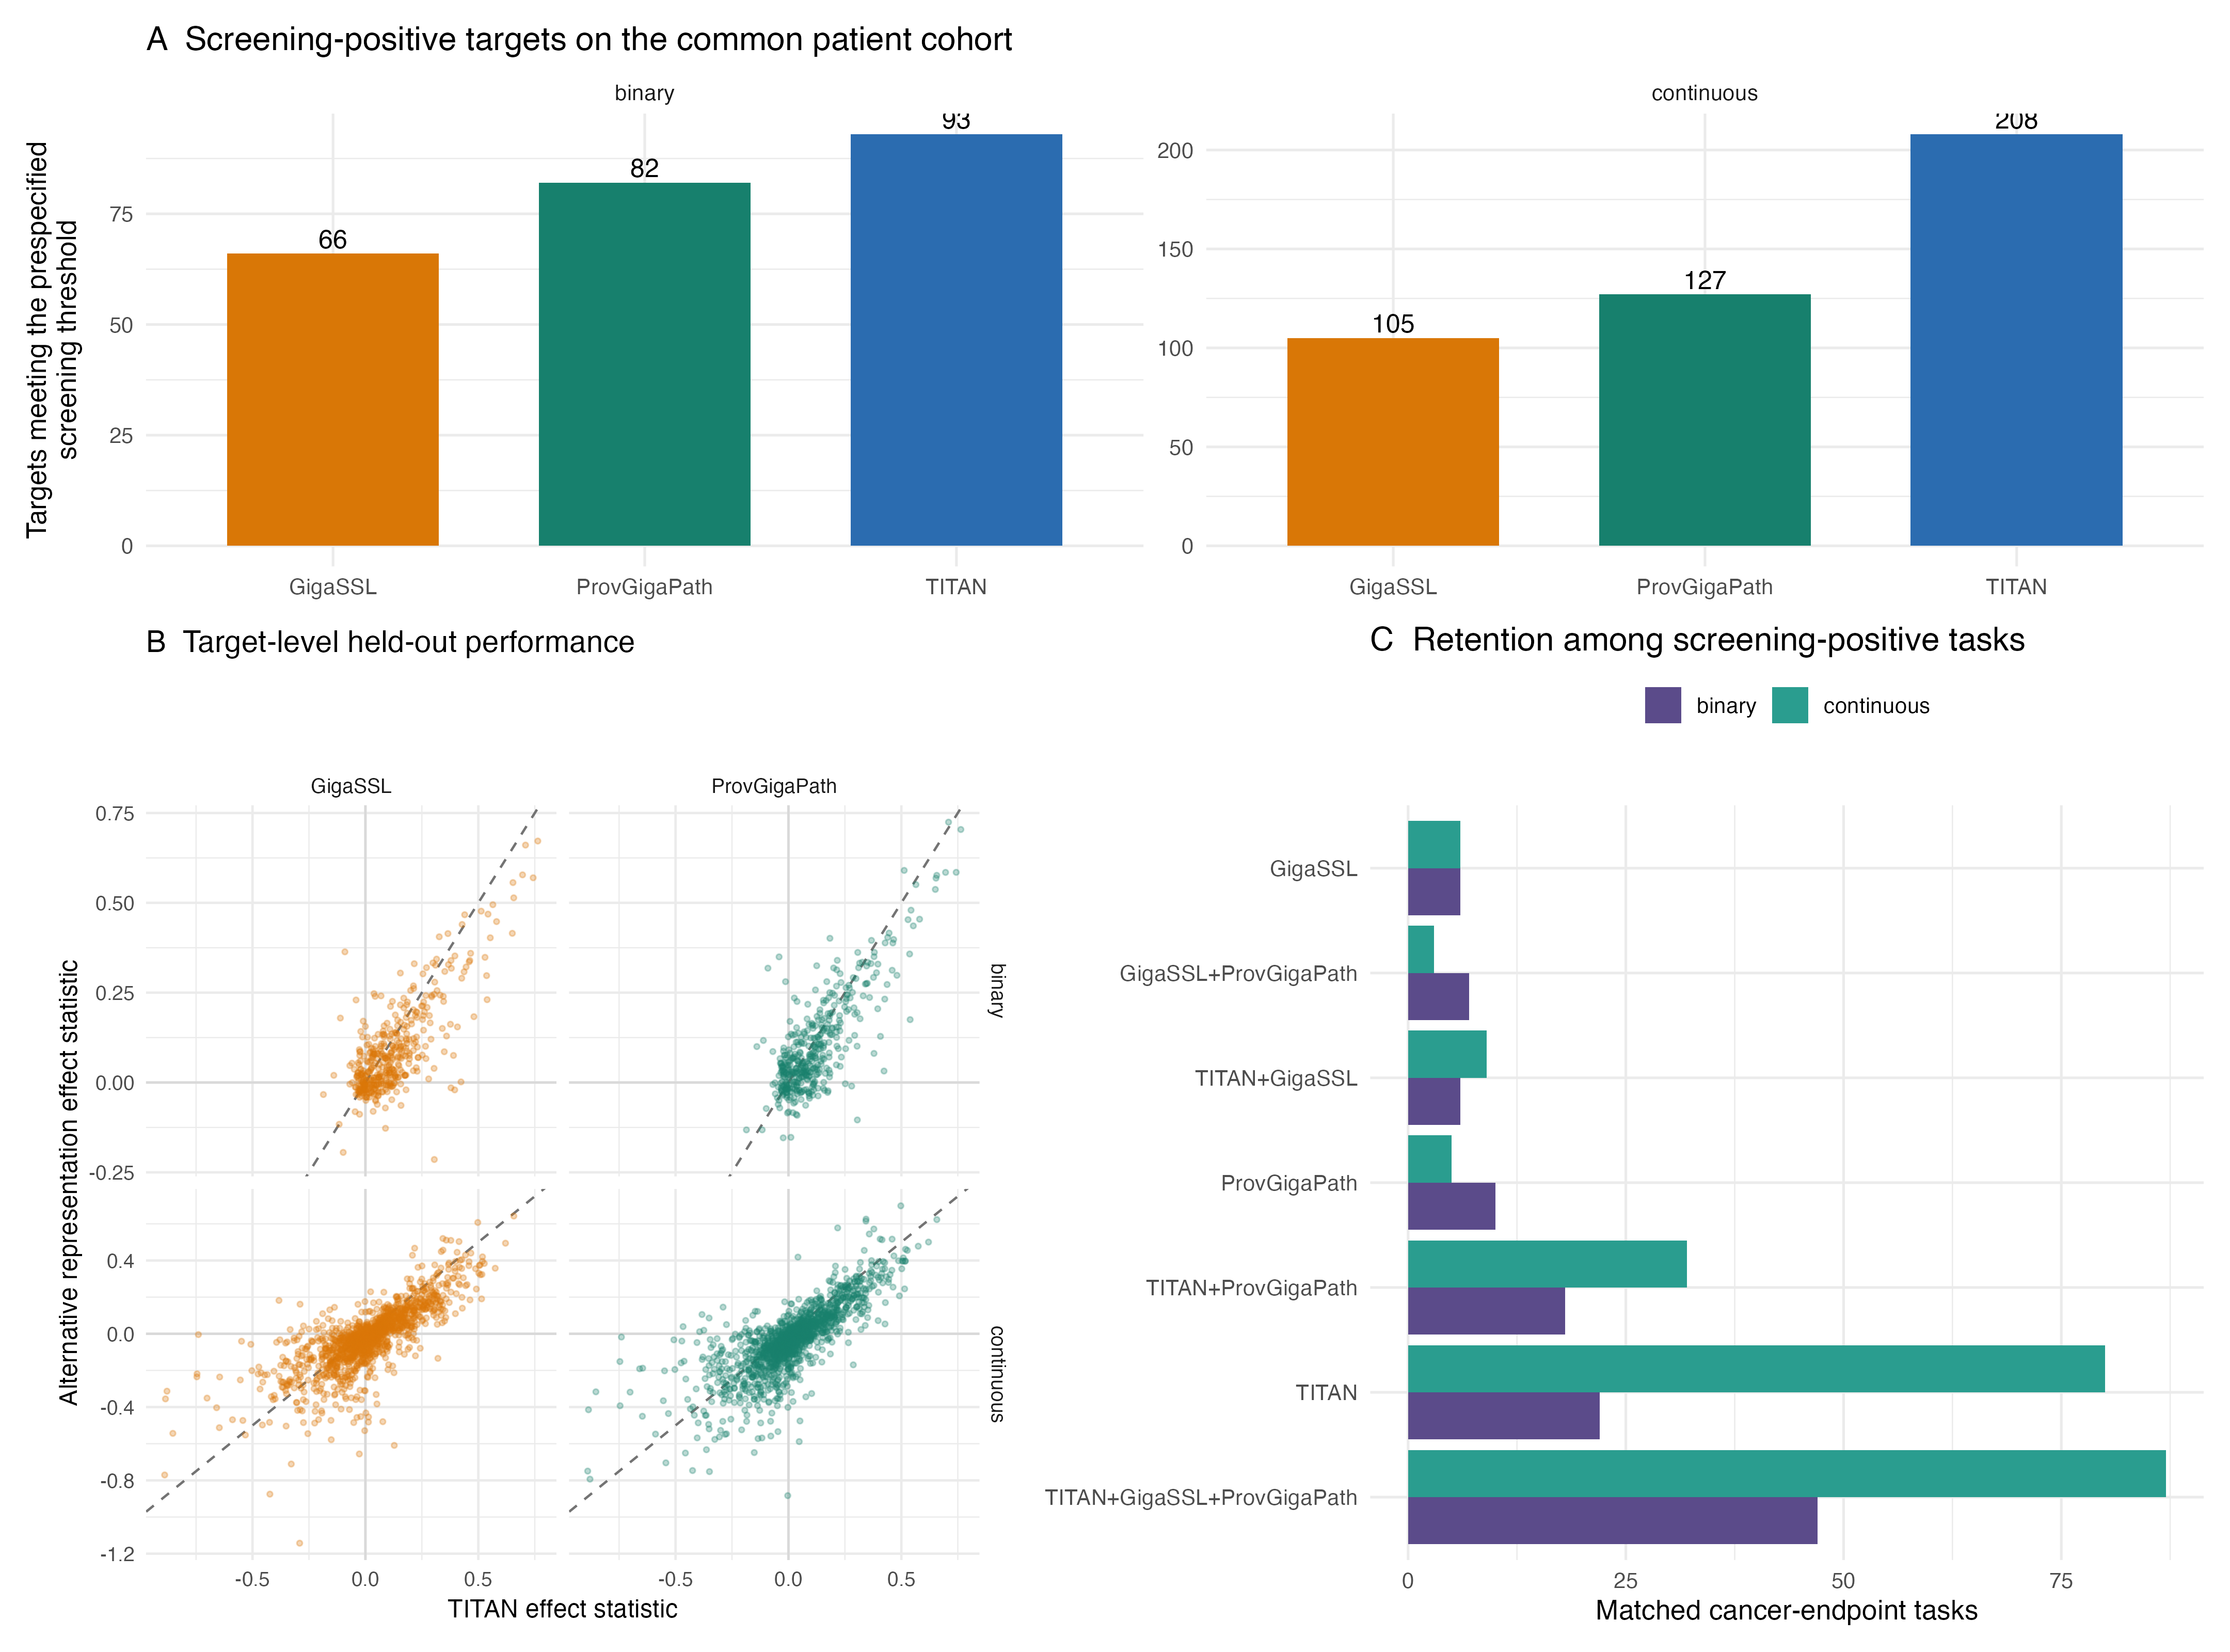 A Screening-positive targets on the common patient cohort
binary
continuous
Targets meeting the prespecified
screening threshold
75
50
25
0
66
82
93
200
150
100
50
0
105
127
208
GigaSSL
ProvGigaPath
TITAN
GigaSSL
ProvGigaPath
TITAN
B Target-level held-out performance
GigaSSL
ProvGigaPath
Alternative representation effect statistic
0.75
0.50
0.25
0.00
-0.25
binary
0.4
0.0
-0.4
-0.8
-1.2
continuous
-0.5
0.0
0.5
-0.5
0.0
0.5
TITAN effect statistic
C Retention among screening-positive tasks
binary
continuous
GigaSSL
GigaSSL+ProvGigaPath
TITAN+GigaSSL
ProvGigaPath
TITAN+ProvGigaPath
TITAN
TITAN+GigaSSL+ProvGigaPath
0
25
50
75
Matched cancer-endpoint tasks